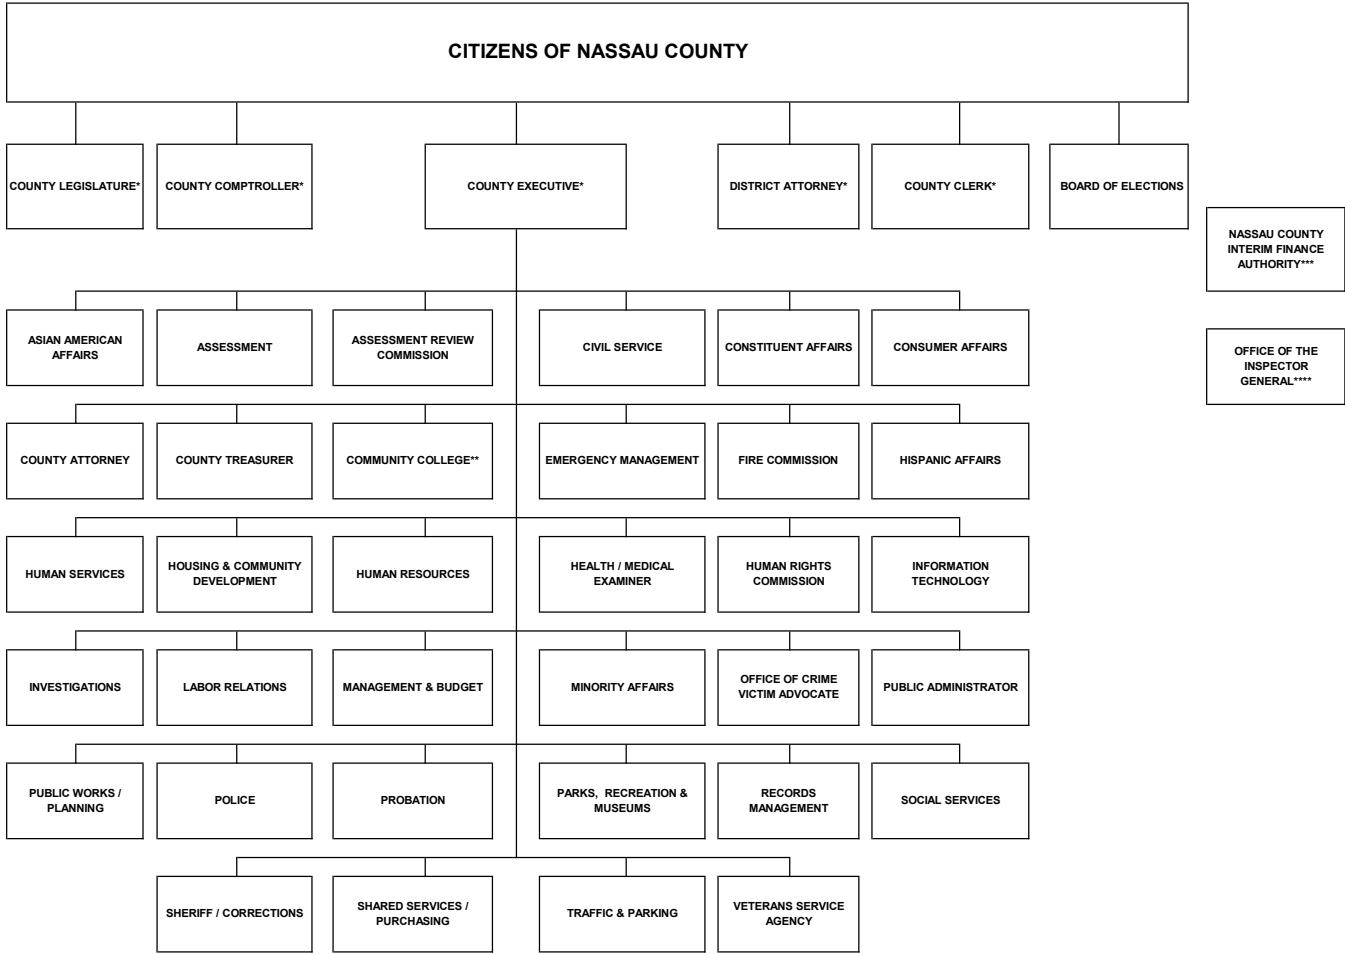 CITIZENS OF NASSAU COUNTY
COUNTY LEGISLATURE*
COUNTY COMPTROLLER*
COUNTY EXECUTIVE*
DISTRICT ATTORNEY*
COUNTY CLERK*
BOARD OF ELECTIONS
NASSAU COUNTY
INTERIM FINANCE
AUTHORITY***
OFFICE OF THE
INSPECTOR
GENERAL****
ASIAN AMERICAN
AFFAIRS
ASSESSMENT
ASSESSMENT REVIEW
COMMISSION
CIVIL SERVICE
CONSTITUENT AFFAIRS
CONSUMER AFFAIRS
COUNTY ATTORNEY
COUNTY TREASURER
COMMUNITY COLLEGE**
EMERGENCY MANAGEMENT
FIRE COMMISSION
HISPANIC AFFAIRS
HUMAN SERVICES
HOUSING & COMMUNITY
DEVELOPMENT
HUMAN RESOURCES
HEALTH / MEDICAL
EXAMINER
HUMAN RIGHTS
COMMISSION
INFORMATION
TECHNOLOGY
INVESTIGATIONS
LABOR RELATIONS
MANAGEMENT & BUDGET
MINORITY AFFAIRS
OFFICE OF CRIME
VICTIM ADVOCATE
PUBLIC ADMINISTRATOR
PUBLIC WORKS /
PLANNING
POLICE
PROBATION
PARKS, RECREATION &
MUSEUMS
RECORDS
MANAGEMENT
SOCIAL SERVICES
SHERIFF / CORRECTIONS
SHARED SERVICES /
PURCHASING
TRAFFIC & PARKING
VETERANS SERVICE
AGENCY